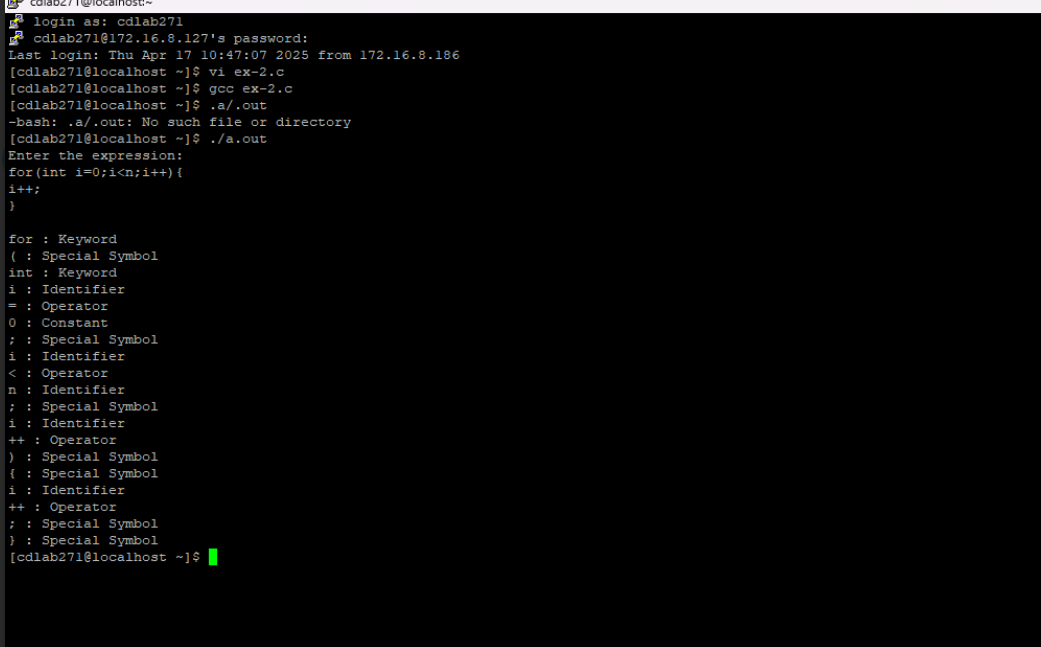 cdlab271@localhost:~
login as: cdlab271
cdlab271@172.16.8.127's password:
Last login: Thu Apr 17 10:47:07 2025 from 172.16.8.186
[cdlab271@localhost ~]$ vi ex-2.c
[cdlab271@localhost ~]$ gcc ex-2.c
[cdlab271@localhost ~]$ .a/.out
-bash: .a/.out: No such file or directory
[cdlab271@localhost ~]$ ./a.out
Enter the expression:
for(int i=0;i<n;i++){
i++;
}
for : Keyword
( : Special Symbol
int : Keyword
i : Identifier
= : Operator
0 : Constant
; : Special Symbol
i : Identifier
< : Operator
n : Identifier
; : Special Symbol
i : Identifier
++ : Operator
) : Special Symbol
{ : Special Symbol
i : Identifier
++ : Operator
; : Special Symbol
} : Special Symbol
[cdlab271@localhost ~]$